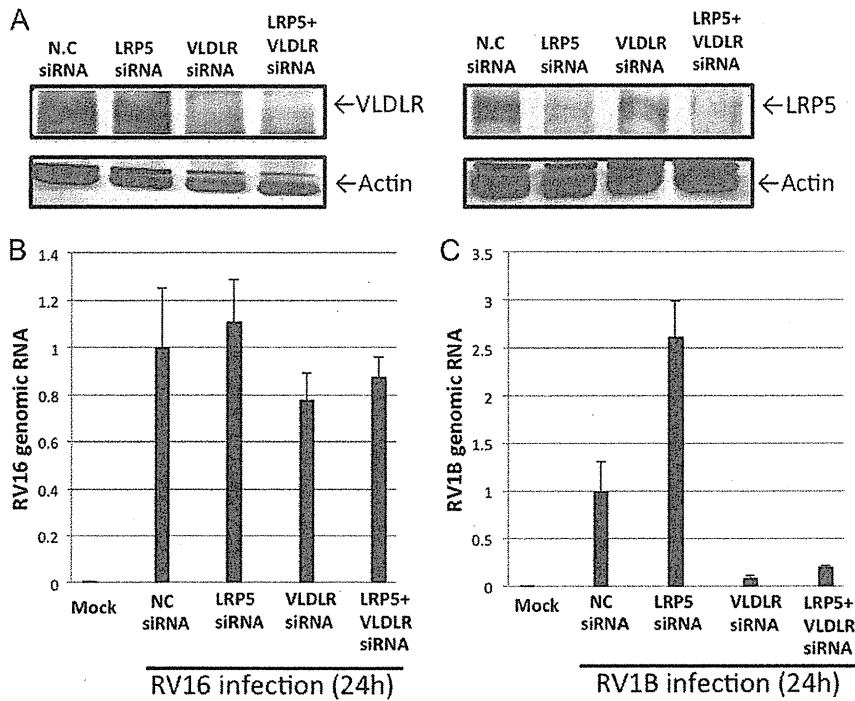 A
N.C
siRNA
LRP5
siRNA
VLDLR
siRNA
LRP5+
VLDLR
siRNA
←VLDLR
←Actin
N.C
siRNA
LRP5
siRNA
VLDLR
siRNA
LRP5+
VLDLR
siRNA
←LRP5
←Actin
B
RV16 genomic RNA
1.4
1.2
1
0.8
0.6
0.4
0.2
0
Mock
NC
siRNA
LRP5
siRNA
VLDLR
siRNA
LRP5+
VLDLR
siRNA
RV16 infection (24h)
C
RV1B genomic RNA
3.5
3
2.5
2
1.5
1
0.5
0
Mock
NC
siRNA
LRP5
siRNA
VLDLR
siRNA
LRP5+
VLDLR
siRNA
RV1B infection (24h)